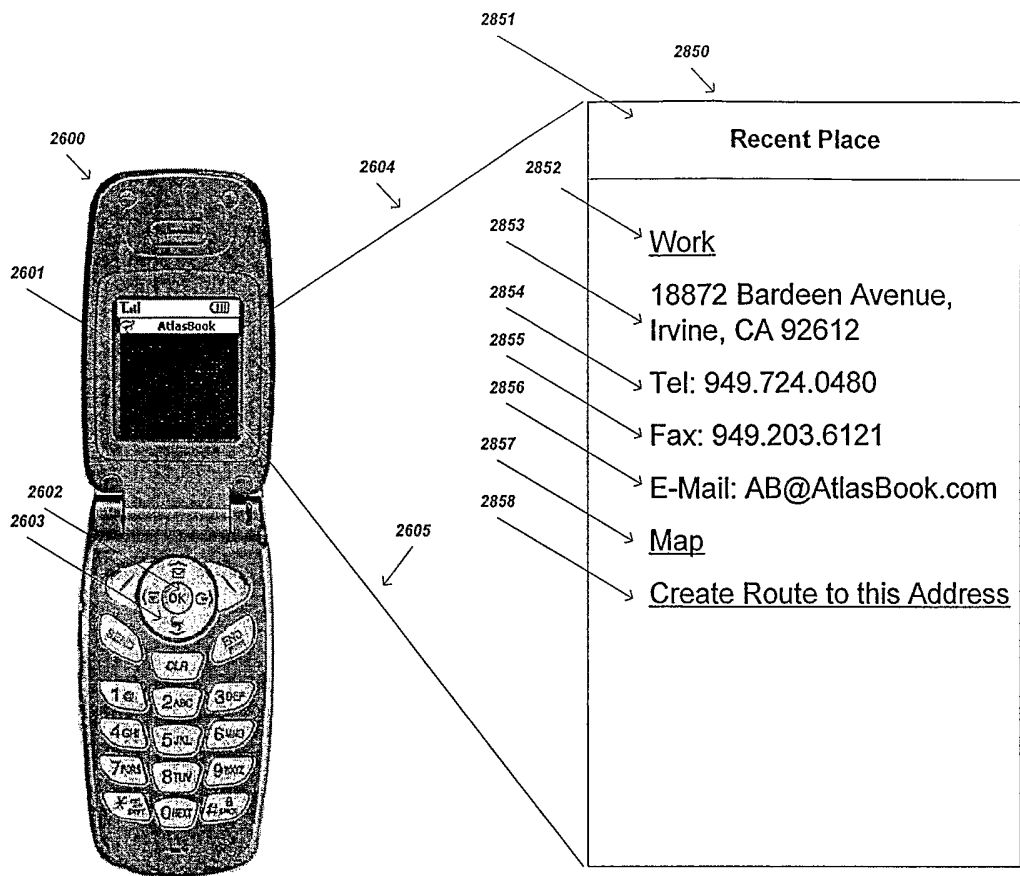 2851
2850
Recent Place
2600
2604
2852
Work
2853
2601
18872 Bardeen Avenue,
2854
Irvine, CA 92612
AtlasBook
2855
Tel: 949.724.0480
2856
Fax: 949.203.6121
2857
E-Mail: AB@AtlasBook.com
2858
2602
Map
2603
2605
Create Route to this Address
OK
SEND
END
CLR
1@
2ABC
3DEF
4GHI
5JKL
6MNO
7PQRS
8TUV
9WXYZ
*
0NEXT
#